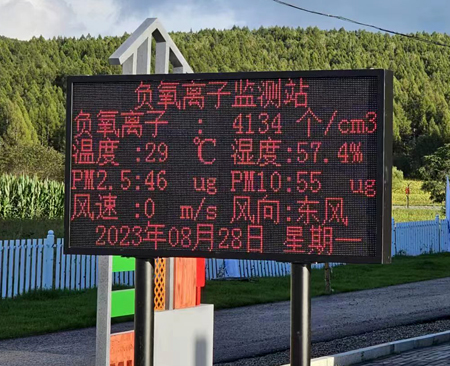 负氧离子监测站
负氧离子 : 4134 个/cm3
温度 :29 ℃ 湿度:57.4%
PM2.5:46 ug PM10:55 ug
风速 :0 m/s 风向:东风
2023年08月28日 星期一